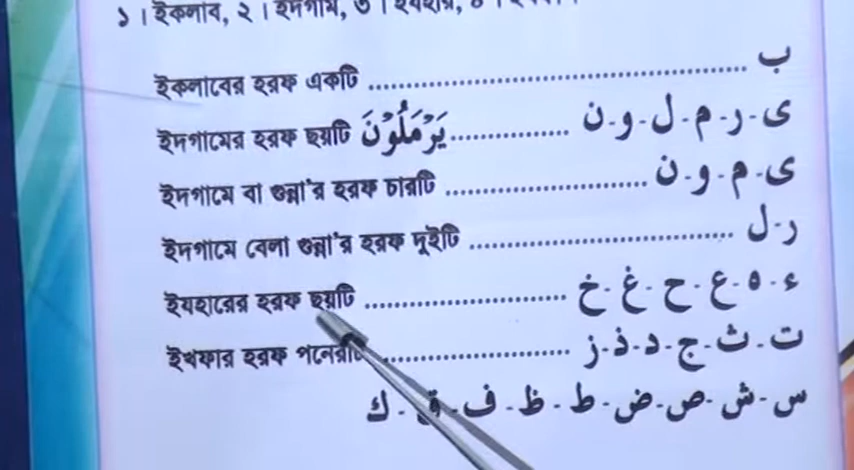 ১। ইকলাব, ২। ইদগাম, ৩। ইযহার, ৪।
ইকলাবের হরফ একটি ........ ب
ইদগামের হরফ ছয়টি يَرْمَلُوْنَ ........ ى - ر - م - ل - و - ن
ইদগামে বা গুন্না'র হরফ চারটি ........ ى - م - و - ن
ইদগামে বেলা গুন্না'র হরফ দুইটি ........ ر - ل
ইযহারের হরফ ছয়টি ........ ء - ه - ع - ح - غ - خ
ইখফার হরফ পনেরটি ........ ت - ث - ج - د - ذ - ز
س - ش - ص - ض - ط - ظ - ف - ق - ك